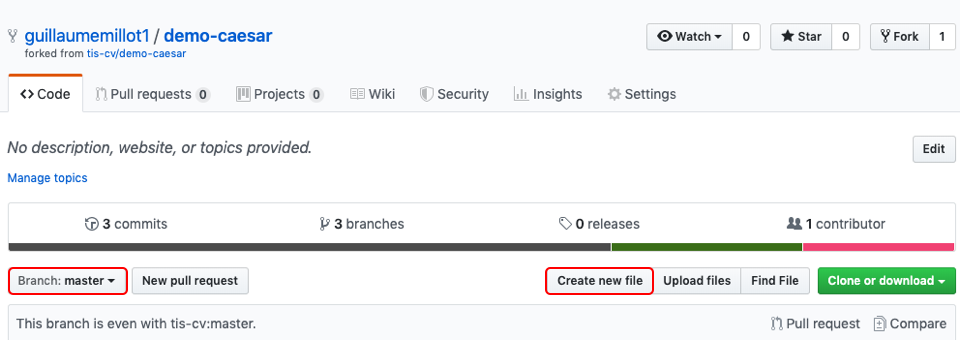 guillaumemillot1 / demo-caesar
forked from tis-cv/demo-caesar
Watch 0 Star 0 Fork 1
Code Pull requests 0 Projects 0 Wiki Security Insights Settings
No description, website, or topics provided. Edit
Manage topics
3 commits 3 branches 0 releases 1 contributor
Branch: master New pull request Create new file Upload files Find File Clone or download
This branch is even with tis-cv:master. Pull request Compare